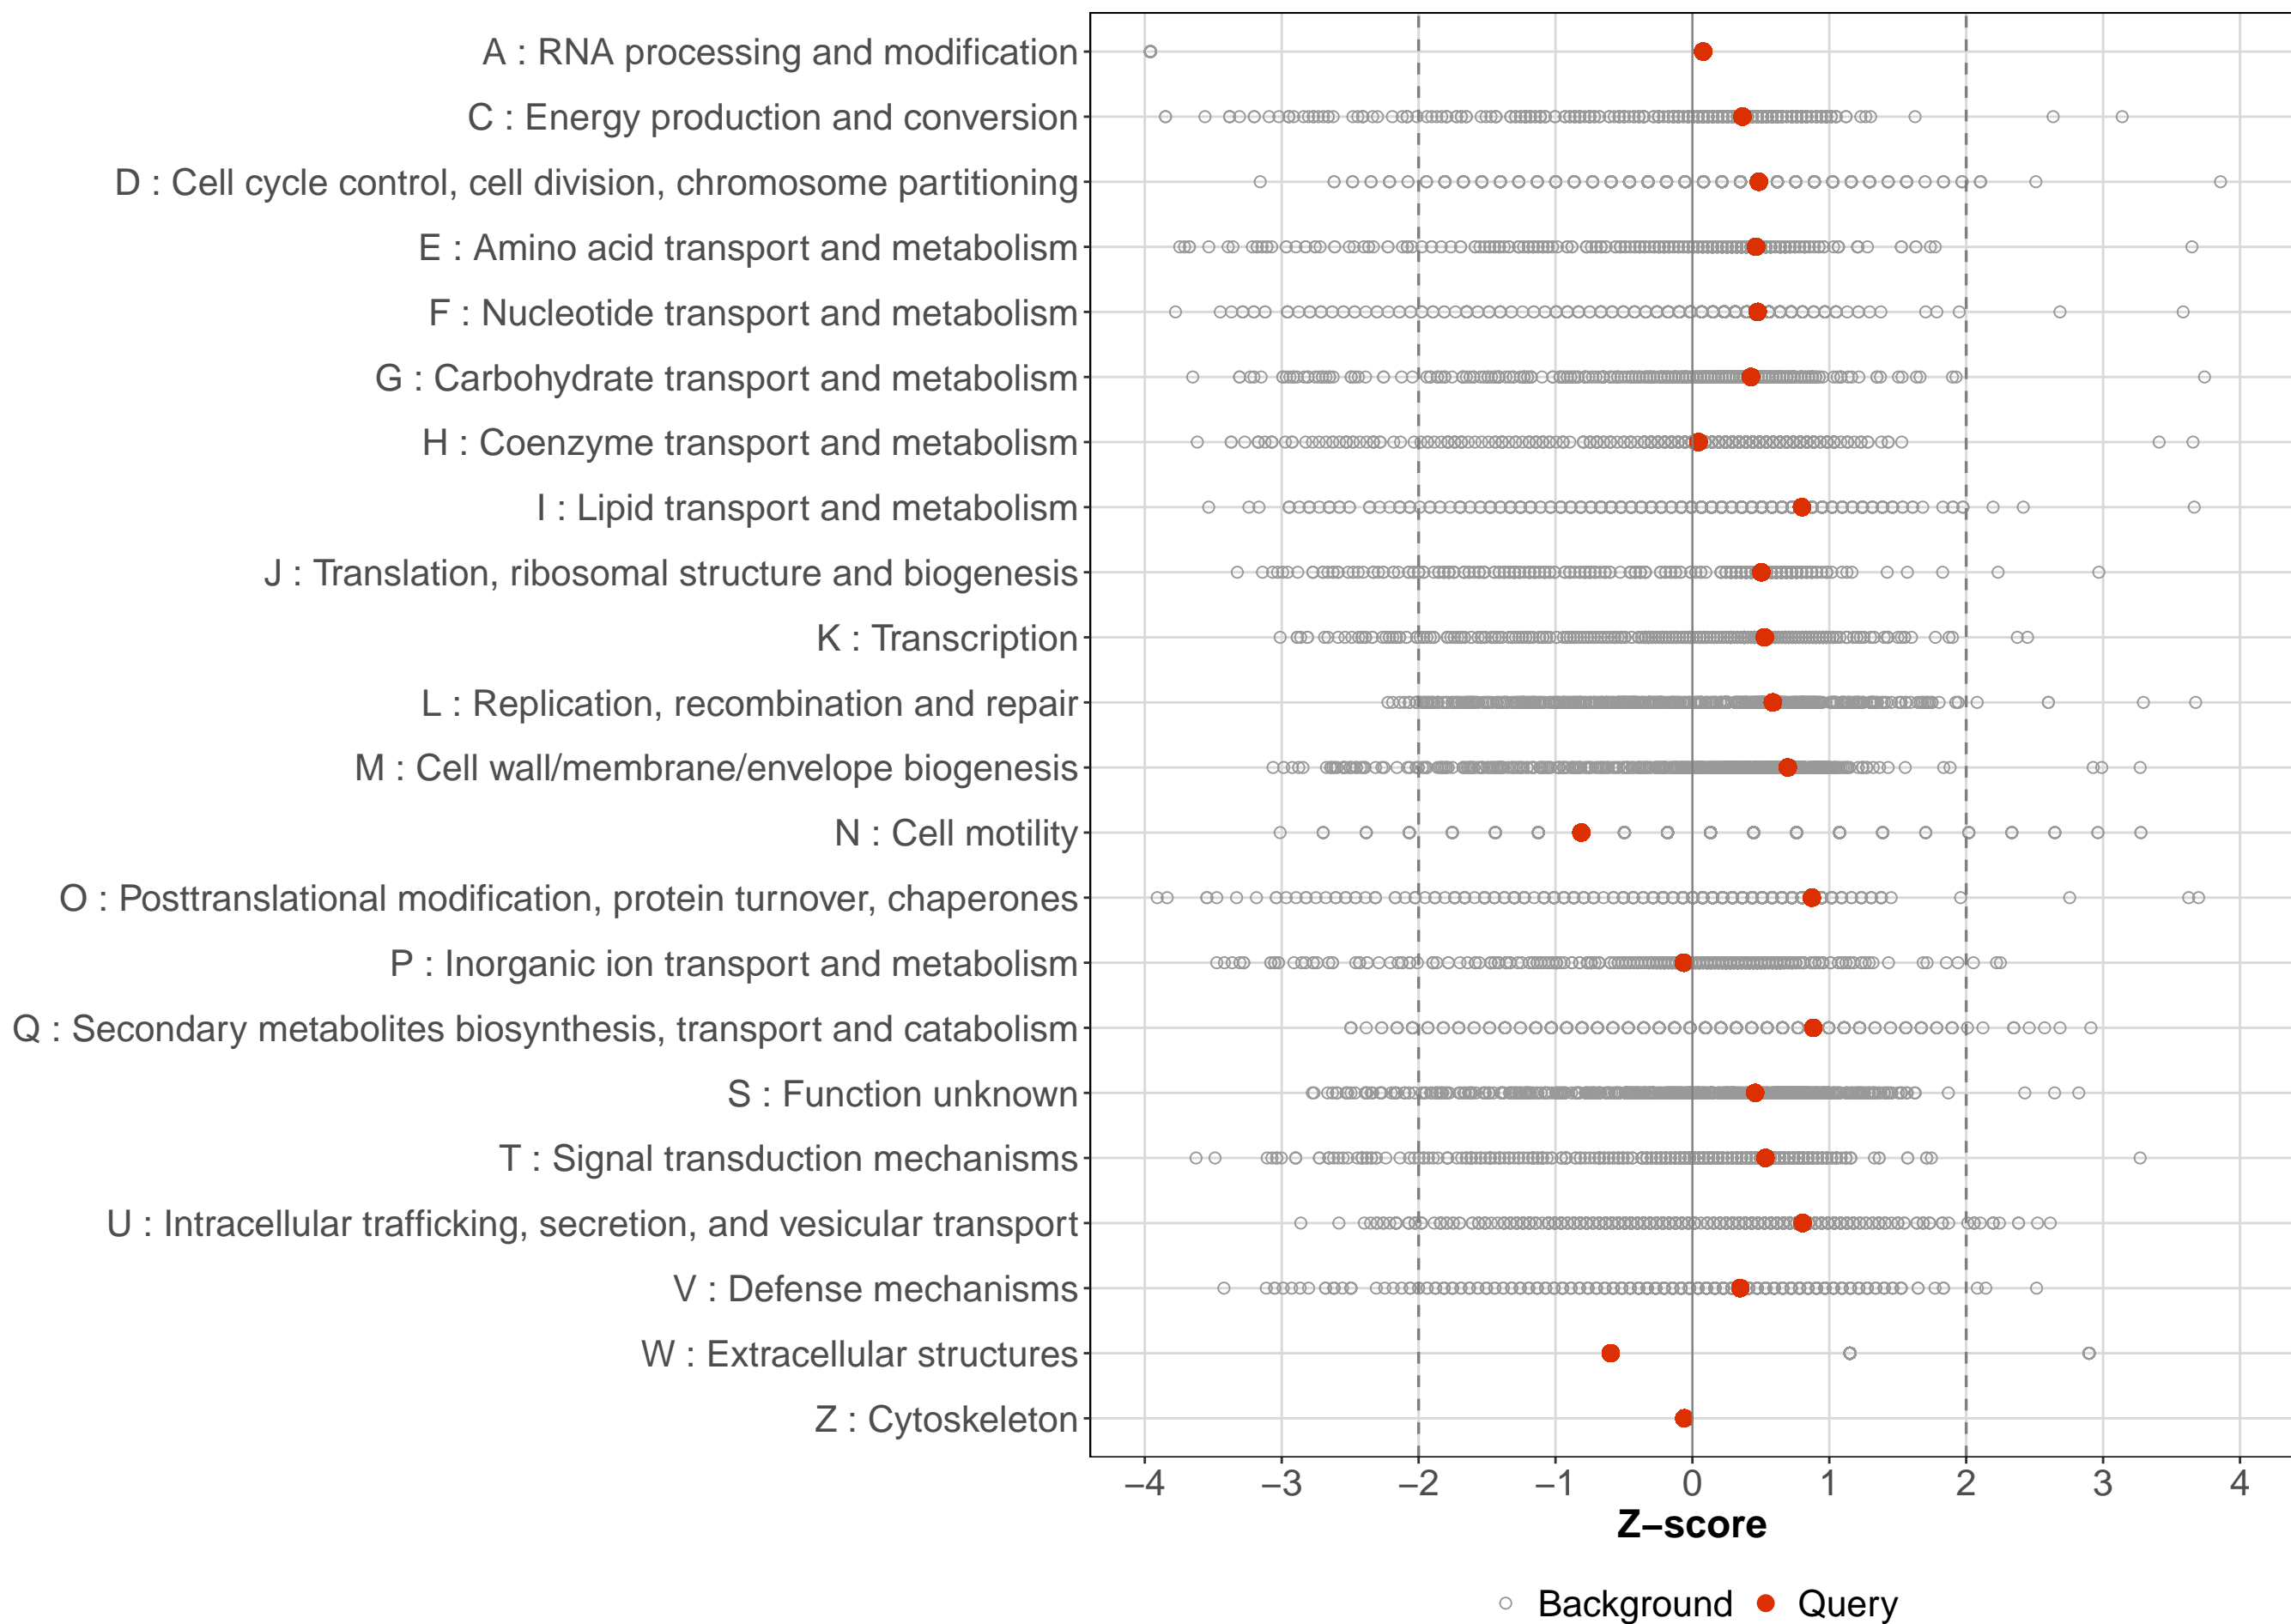 A : RNA processing and modification
C : Energy production and conversion
D : Cell cycle control, cell division, chromosome partitioning
E : Amino acid transport and metabolism
F : Nucleotide transport and metabolism
G : Carbohydrate transport and metabolism
H : Coenzyme transport and metabolism
I : Lipid transport and metabolism
J : Translation, ribosomal structure and biogenesis
K : Transcription
L : Replication, recombination and repair
M : Cell wall/membrane/envelope biogenesis
N : Cell motility
O : Posttranslational modification, protein turnover, chaperones
P : Inorganic ion transport and metabolism
Q : Secondary metabolites biosynthesis, transport and catabolism
S : Function unknown
T : Signal transduction mechanisms
U : Intracellular trafficking, secretion, and vesicular transport
V : Defense mechanisms
W : Extracellular structures
Z : Cytoskeleton
−4 −3 −2 −1 0 1 2 3 4
Z−score
Background Query